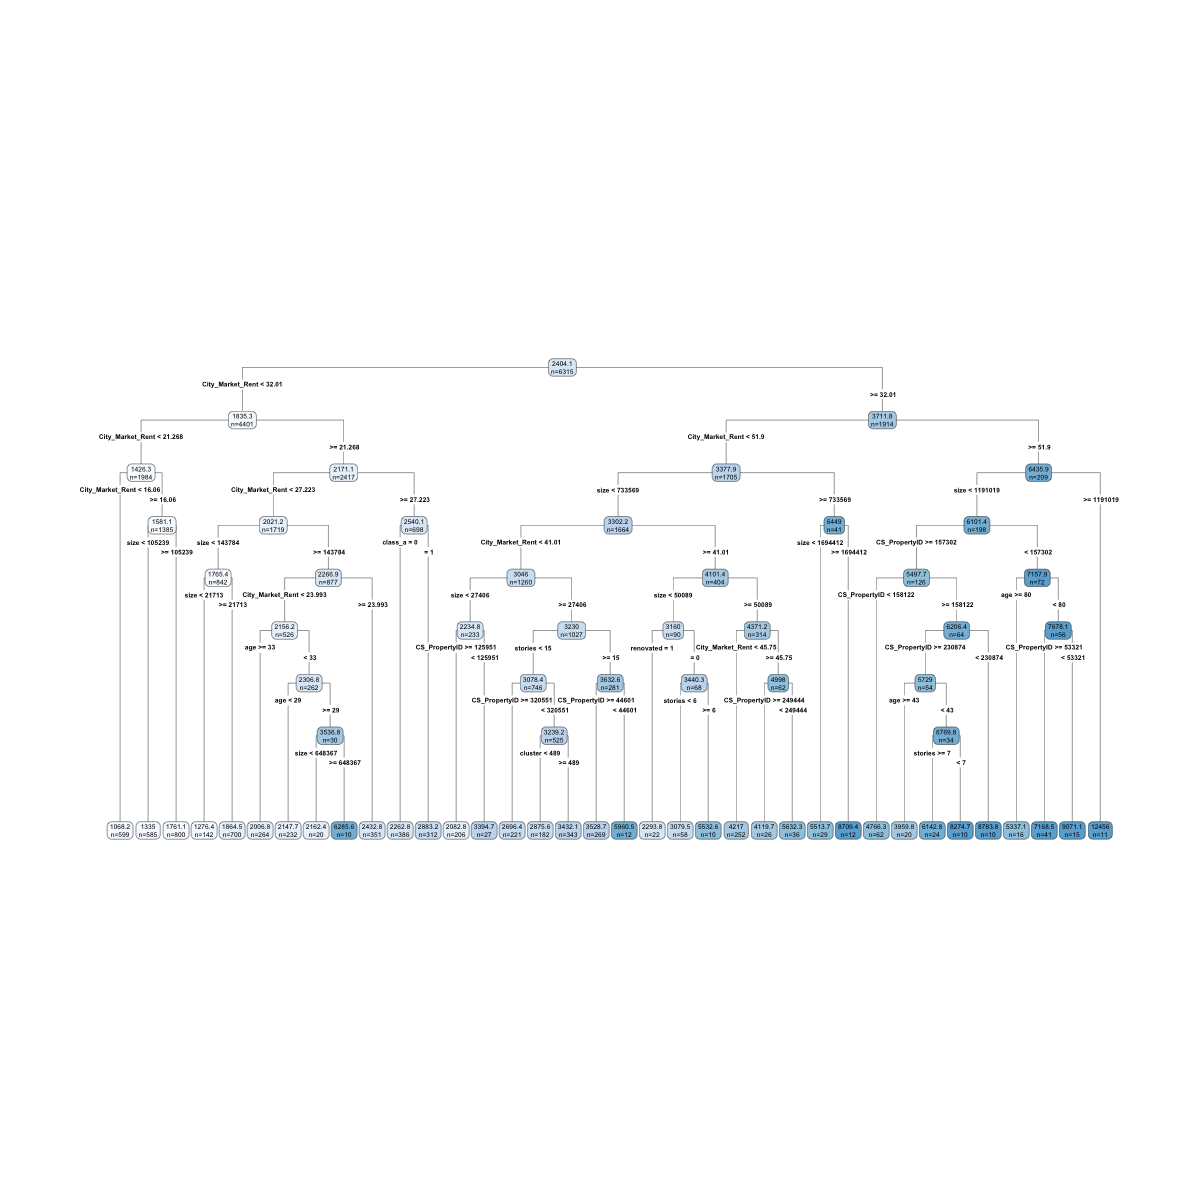 2404.1
n=6315
City_Market_Rent < 32.01
>= 32.01
1835.3
n=4401
3711.8
n=1914
City_Market_Rent < 21.268
City_Market_Rent < 51.9
>= 21.268
>= 51.9
1426.3
n=1984
2171.1
n=2417
3377.9
n=1705
6435.9
n=209
City_Market_Rent < 16.06
City_Market_Rent < 27.223
size < 733569
size < 1191019
>= 16.06
>= 27.223
>= 733569
>= 1191019
1581.1
n=1385
2021.2
n=1719
2540.1
n=698
3302.2
n=1664
6449
n=41
6101.4
n=198
size < 105239
size < 143784
class_a = 0
City_Market_Rent < 41.01
size < 1694412
CS_PropertyID >= 157302
>= 105239
>= 143784
= 1
>= 41.01
>= 1694412
< 157302
1765.4
n=842
2266.9
n=877
3046
n=1260
4101.4
n=404
5497.7
n=126
7157.9
n=72
size < 21713
City_Market_Rent < 23.993
size < 27406
size < 50089
CS_PropertyID < 158122
age >= 80
>= 21713
>= 23.993
>= 27406
>= 50089
>= 158122
< 80
2156.2
n=526
2234.8
n=233
3230
n=1027
3160
n=90
4371.2
n=314
6206.4
n=64
7678.1
n=56
age >= 33
CS_PropertyID >= 125951
stories < 15
renovated = 1
City_Market_Rent < 45.75
CS_PropertyID >= 230874
CS_PropertyID >= 53321
< 33
< 125951
>= 15
= 0
>= 45.75
< 230874
< 53321
2306.8
n=262
3078.4
n=746
3632.6
n=281
3440.3
n=68
4998
n=62
5729
n=54
age < 29
CS_PropertyID >= 320551
CS_PropertyID >= 44601
stories < 6
CS_PropertyID >= 249444
age >= 43
>= 29
< 320551
< 44601
>= 6
< 249444
< 43
3536.8
n=30
3239.2
n=525
6769.8
n=34
size < 648367
cluster < 489
stories >= 7
>= 648367
>= 489
< 7
1068.2
n=599
1335
n=585
1761.1
n=800
1276.4
n=142
1864.5
n=700
2006.8
n=264
2147.7
n=232
2162.4
n=20
6285.6
n=10
2432.8
n=351
2262.8
n=386
2883.2
n=312
2082.8
n=206
3394.7
n=27
2696.4
n=221
2875.6
n=182
3432.1
n=343
3528.7
n=269
5960.5
n=12
2293.8
n=22
3079.5
n=58
5532.6
n=10
4217
n=252
4119.7
n=26
5632.3
n=36
5513.7
n=29
8709.4
n=12
4766.3
n=62
3959.8
n=20
6142.8
n=24
8274.7
n=10
8783.8
n=10
5337.1
n=16
7168.5
n=41
9071.1
n=15
12456
n=11